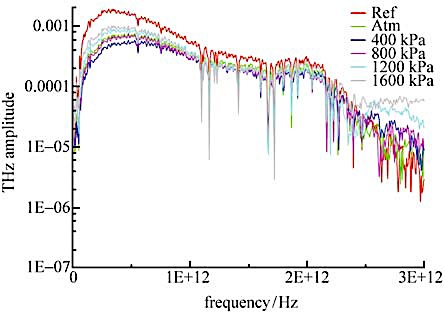 0.001
0.0001
1E-05
1E-06
1E-07
THz amplitude
Ref
Atm
400 kPa
800 kPa
1200 kPa
1600 kPa
0 1E+12 2E+12 3E+12
frequency/Hz